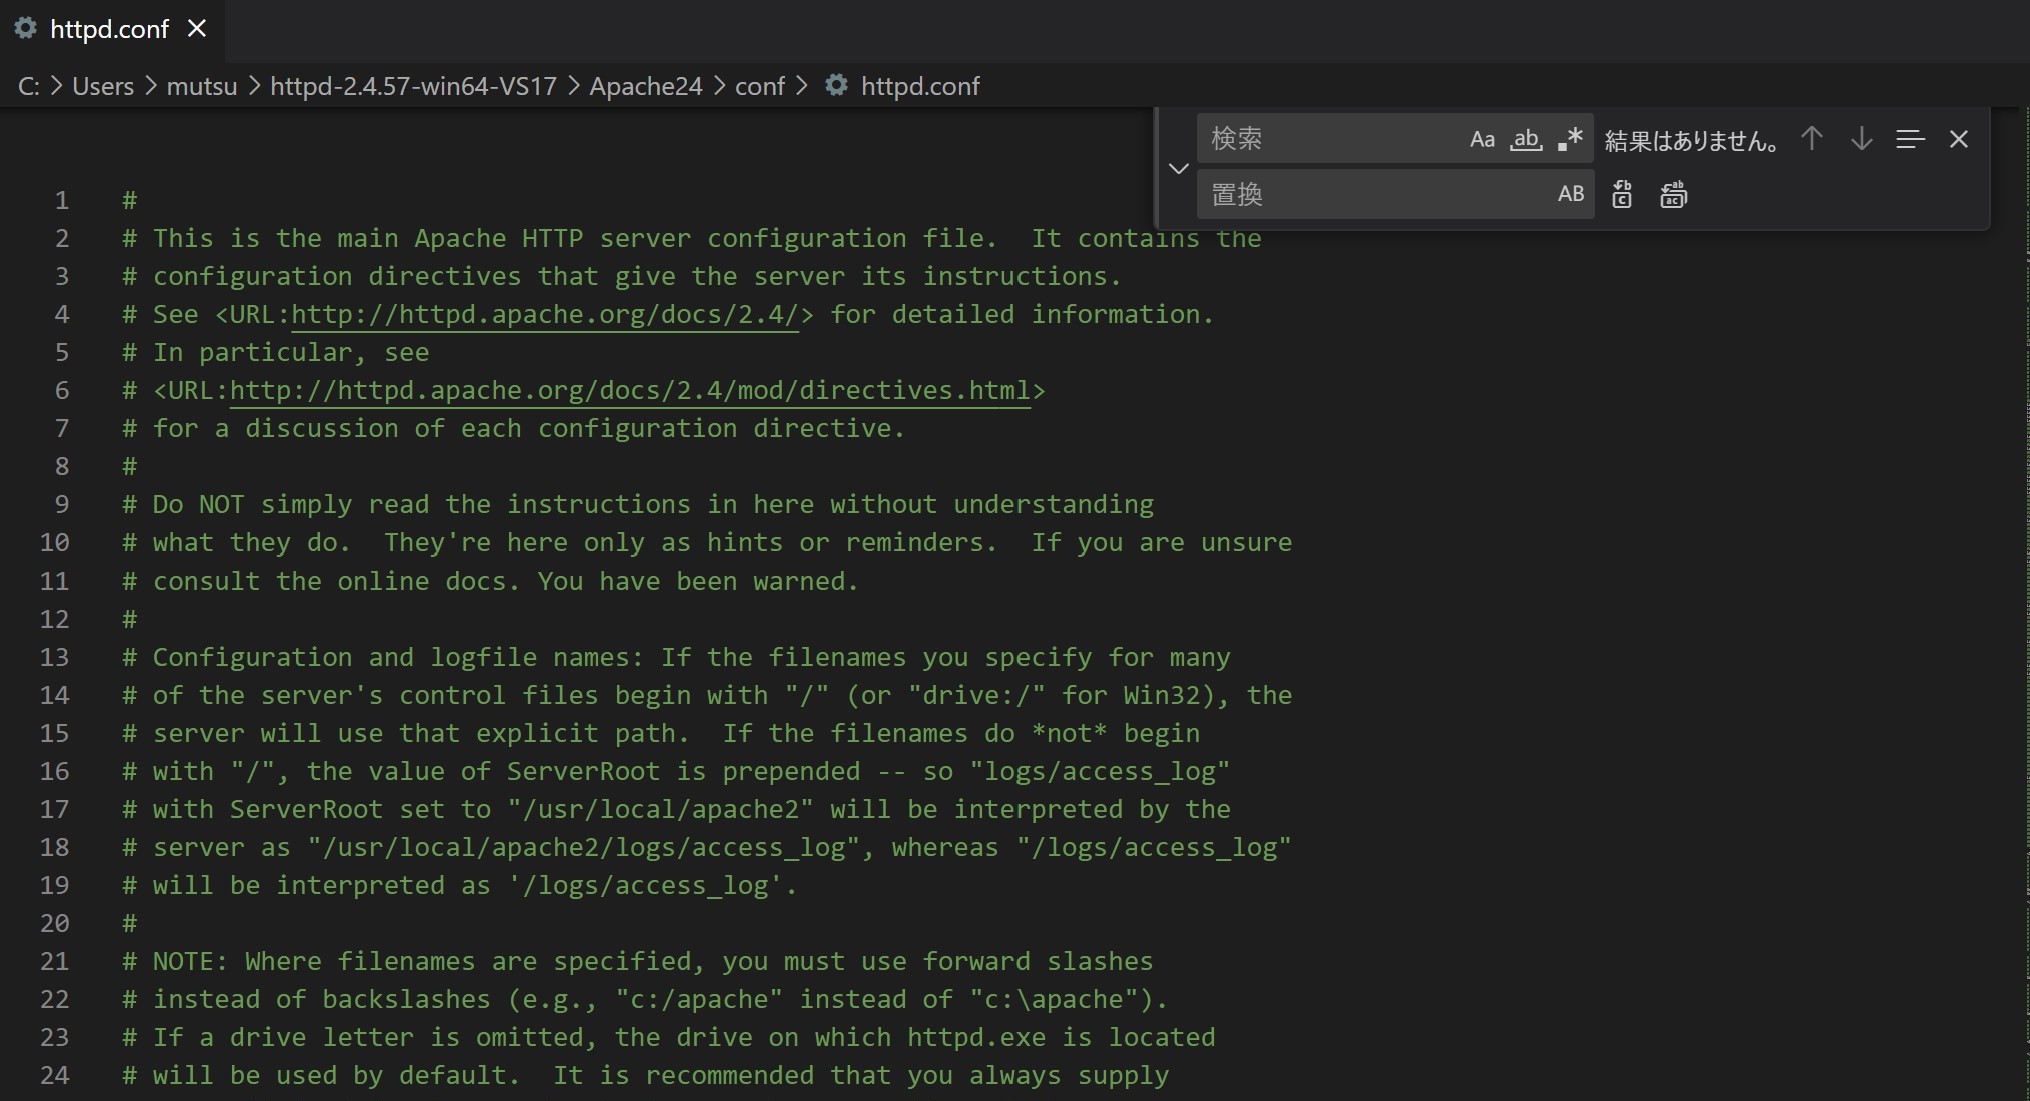 httpd.conf
C: > Users > mutsu > httpd-2.4.57-win64-VS17 > Apache24 > conf > httpd.conf
検索 Aa ab .* 結果はありません。
置換 AB
1 #
2 # This is the main Apache HTTP server configuration file.  It contains the
3 # configuration directives that give the server its instructions.
4 # See <URL:http://httpd.apache.org/docs/2.4/> for detailed information.
5 # In particular, see
6 # <URL:http://httpd.apache.org/docs/2.4/mod/directives.html>
7 # for a discussion of each configuration directive.
8 #
9 # Do NOT simply read the instructions in here without understanding
10 # what they do.  They're here only as hints or reminders.  If you are unsure
11 # consult the online docs. You have been warned.
12 #
13 # Configuration and logfile names: If the filenames you specify for many
14 # of the server's control files begin with "/" (or "drive:/" for Win32), the
15 # server will use that explicit path.  If the filenames do *not* begin
16 # with "/", the value of ServerRoot is prepended -- so "logs/access_log"
17 # with ServerRoot set to "/usr/local/apache2" will be interpreted by the
18 # server as "/usr/local/apache2/logs/access_log", whereas "/logs/access_log"
19 # will be interpreted as '/logs/access_log'.
20 #
21 # NOTE: Where filenames are specified, you must use forward slashes
22 # instead of backslashes (e.g., "c:/apache" instead of "c:\apache").
23 # If a drive letter is omitted, the drive on which httpd.exe is located
24 # will be used by default.  It is recommended that you always supply